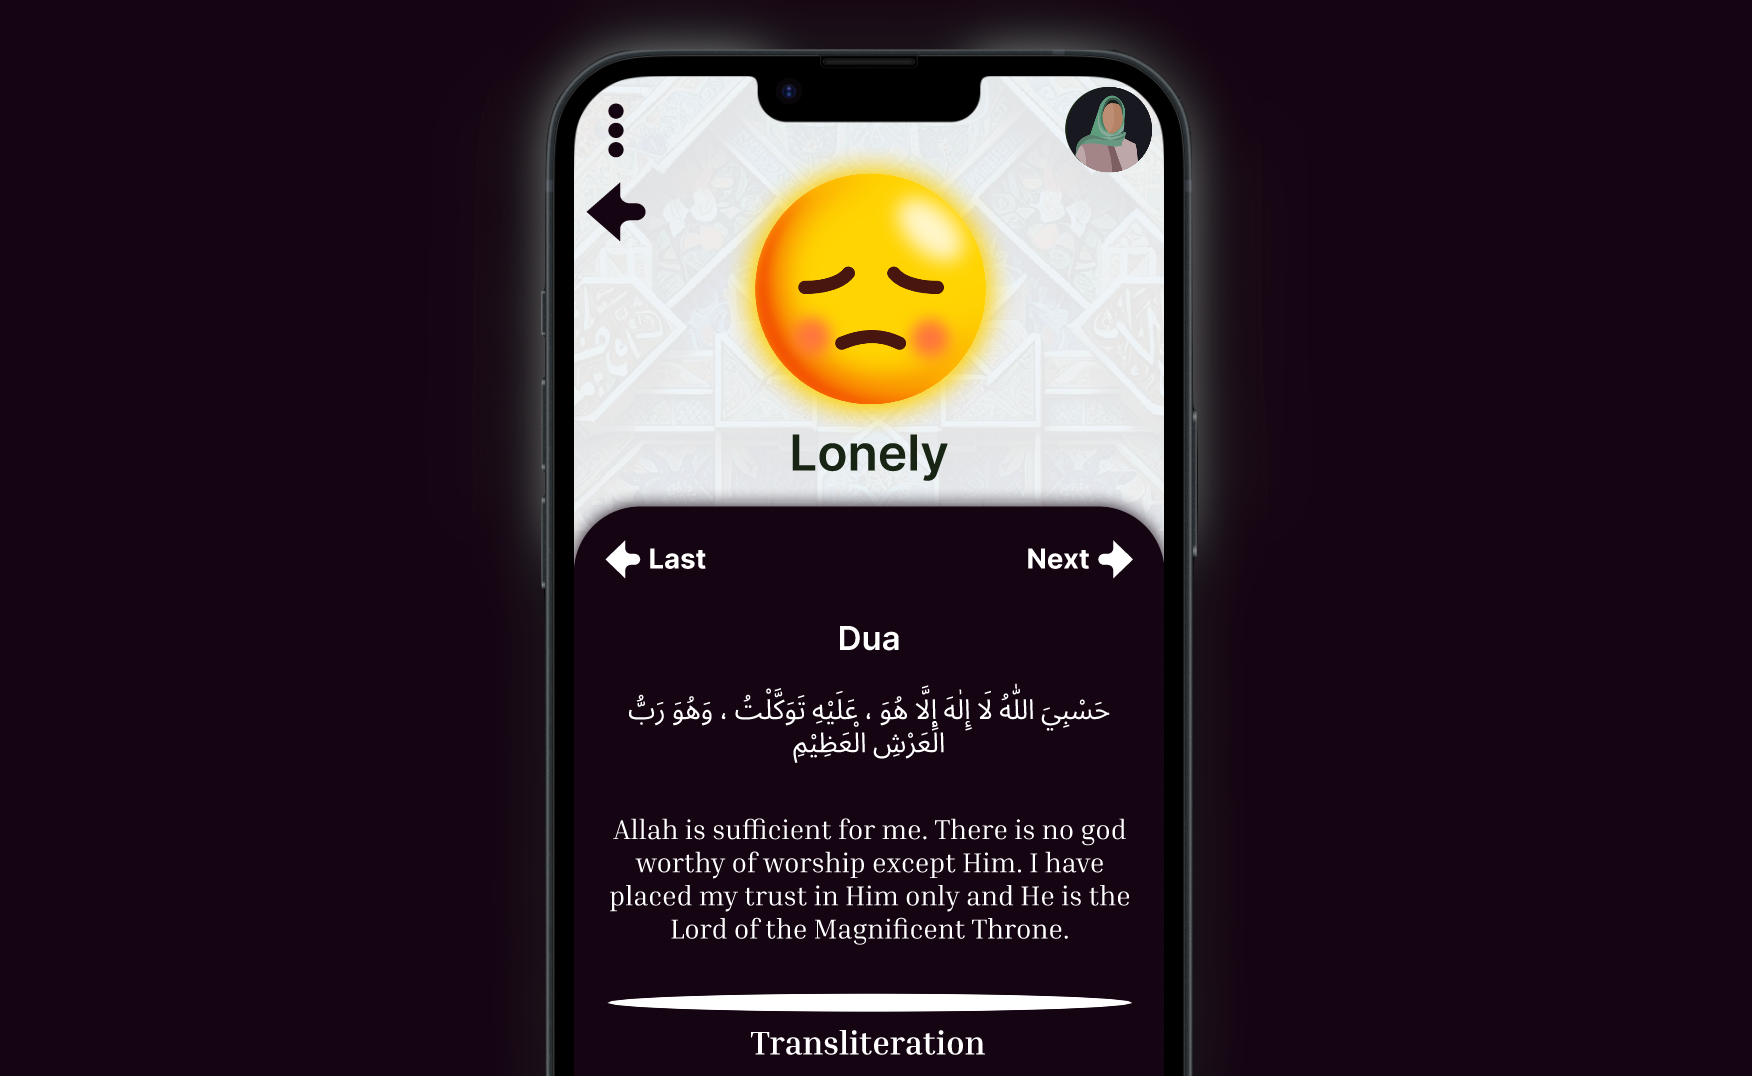 Lonely
Last
Next
Dua
حَسْبِيَ اللّٰهُ لَا إِلٰهَ إِلَّا هُوَ ، عَلَيْهِ تَوَكَّلْتُ ، وَهُوَ رَبُّ
الْعَرْشِ الْعَظِيْمِ
Allah is sufficient for me. There is no god
worthy of worship except Him. I have
placed my trust in Him only and He is the
Lord of the Magnificent Throne.
Transliteration